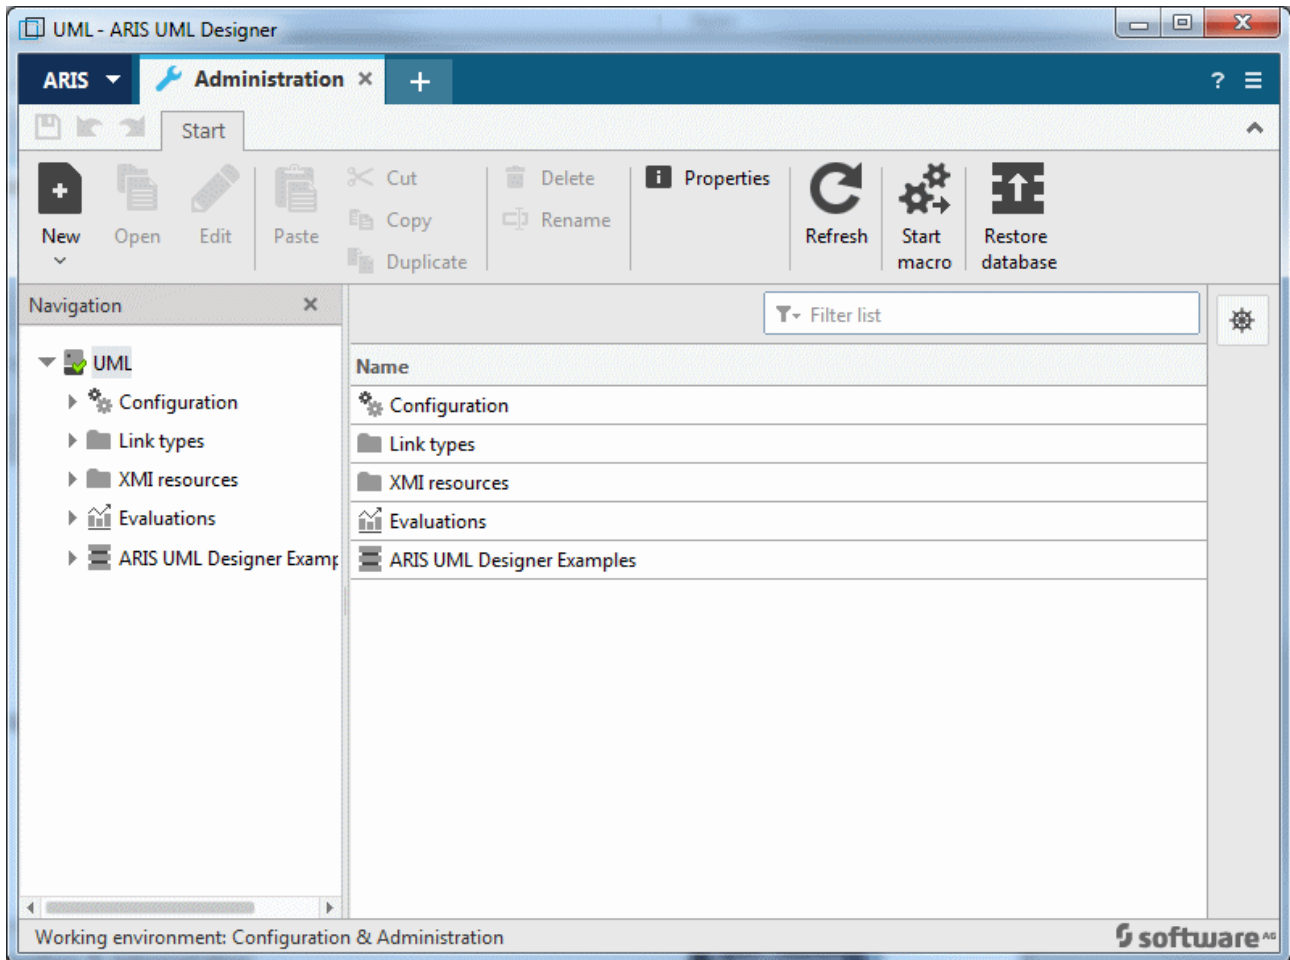 UML - ARIS UML Designer
ARIS Administration
Start
New Open Edit Paste
Cut
Copy
Duplicate
Delete
Rename
Properties
Refresh
Start
macro
Restore
database
Navigation
Filter list
UML
Configuration
Link types
XMI resources
Evaluations
ARIS UML Designer Examp
Name
Configuration
Link types
XMI resources
Evaluations
ARIS UML Designer Examples
Working environment: Configuration & Administration
software AG